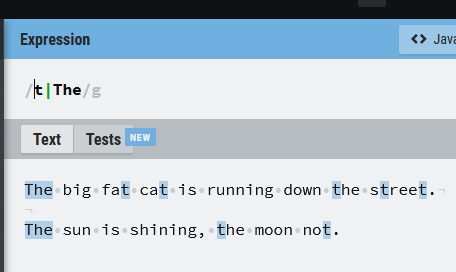 Expression
<> Java
/t|The/g
Text Tests NEW
The·big·fat·cat·is·running·down·the·street.¬
¬
The·sun·is·shining,·the·moon·not.